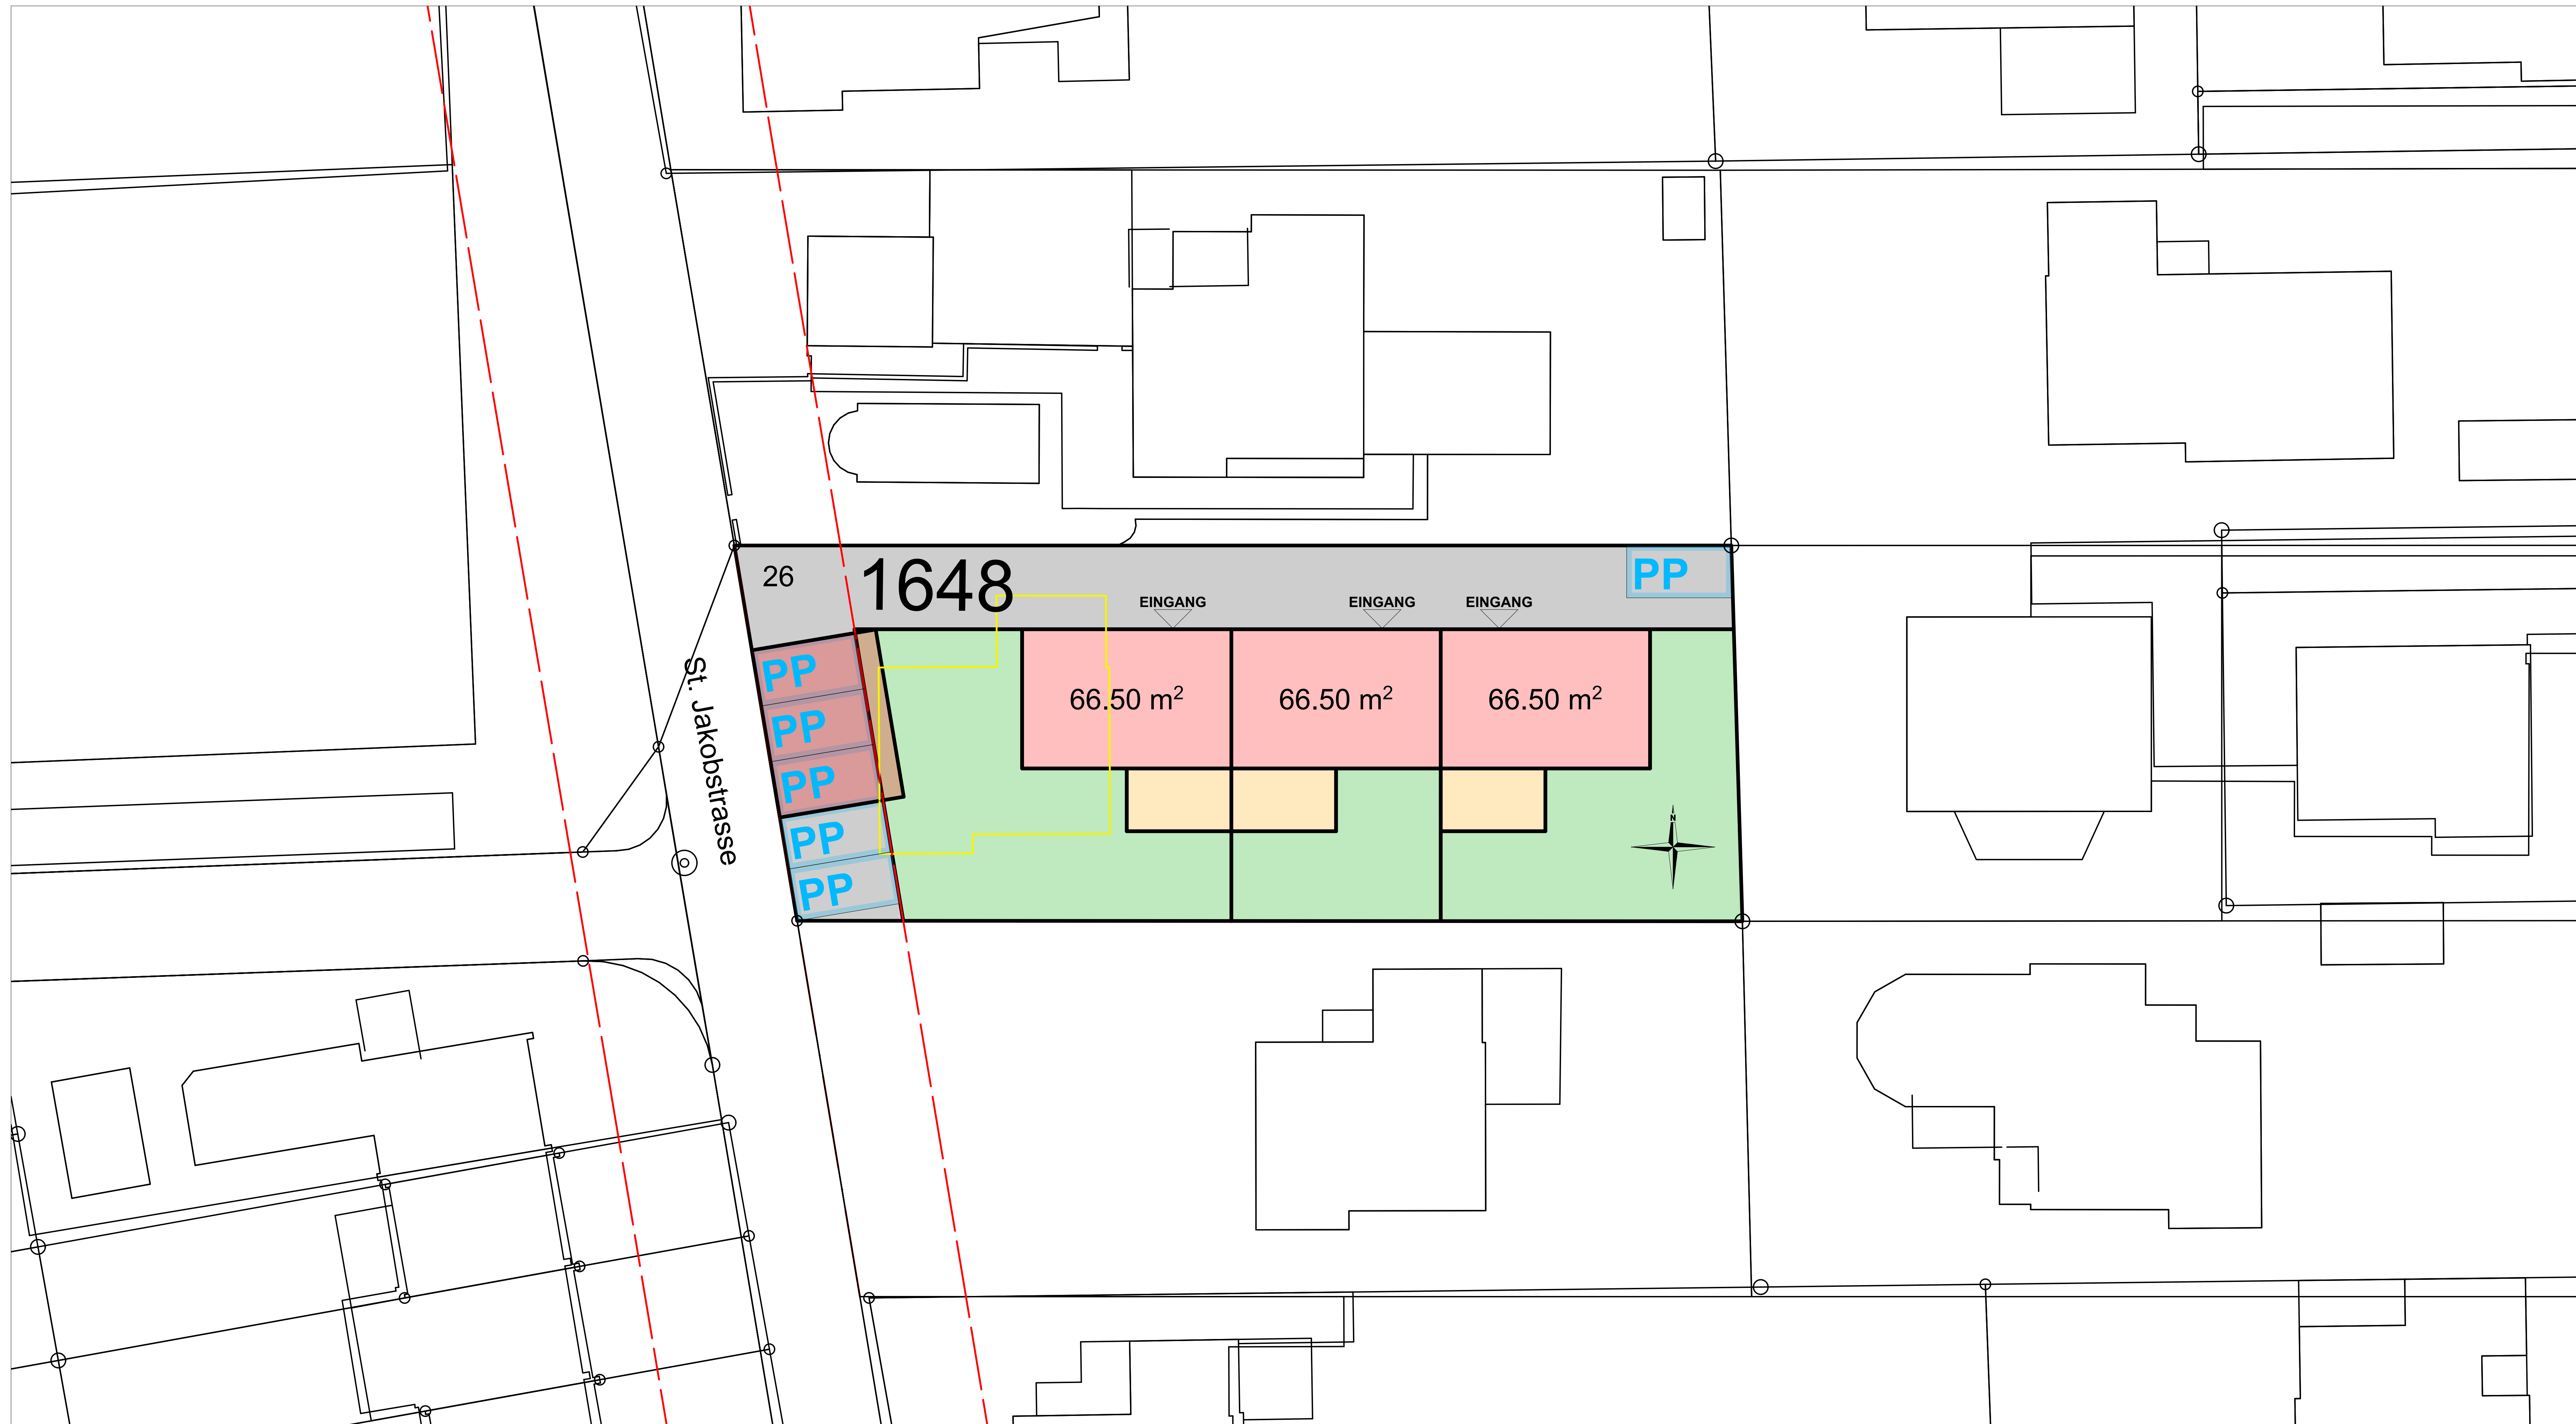 26
1648
PP
EINGANG
EINGANG
EINGANG
PP
PP
PP
PP
PP
St. Jakobstrasse
66.50 m²
66.50 m²
66.50 m²
N